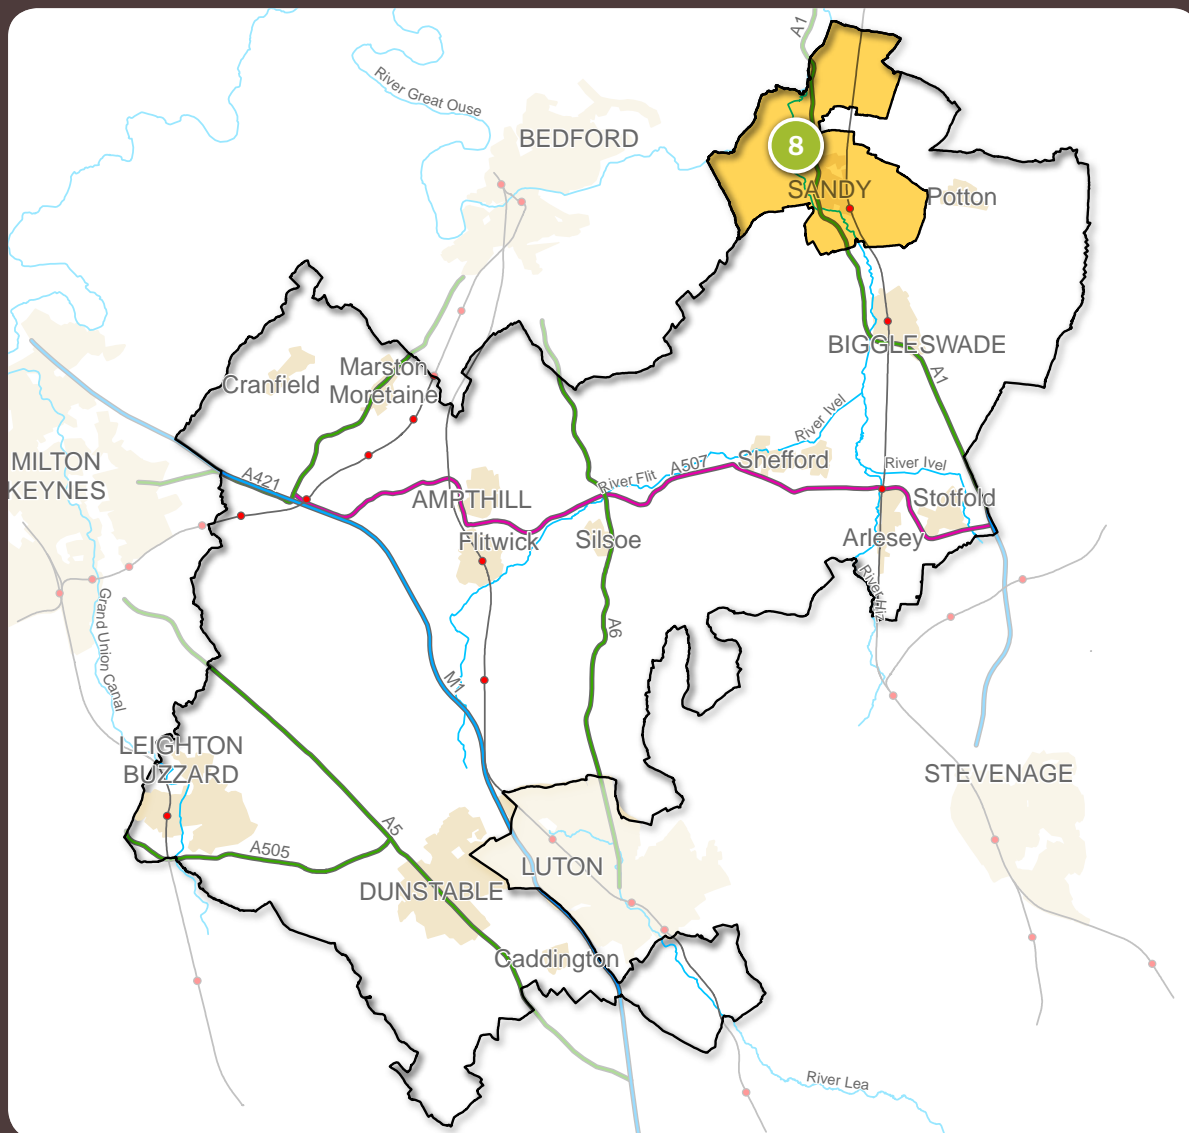 A1
River Great Ouse
BEDFORD
8
SANDY
Potton
BIGGLESWADE
A1
Marston
Moretaine
Cranfield
River Ivel
MILTON
KEYNES
A421
AMPTHILL
River Flit
A507
Shefford
River Ivel
Stotfold
Flitwick
Silsoe
Arlesey
River Hiz
Grand Union Canal
A6
M1
LEIGHTON
BUZZARD
STEVENAGE
A5
A505
LUTON
DUNSTABLE
Caddington
River Lea